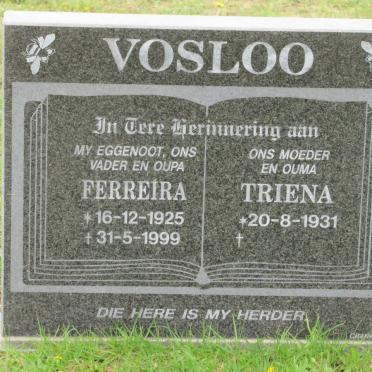 VOSLOO
In Tere Herinnering aan
MY EGGENOOT, ONS
VADER EN OUPA
FERREIRA
*16-12-1925
†31-5-1999
ONS MOEDER
EN OUMA
TRIENA
*20-8-1931
†
DIE HERE IS MY HERDER.